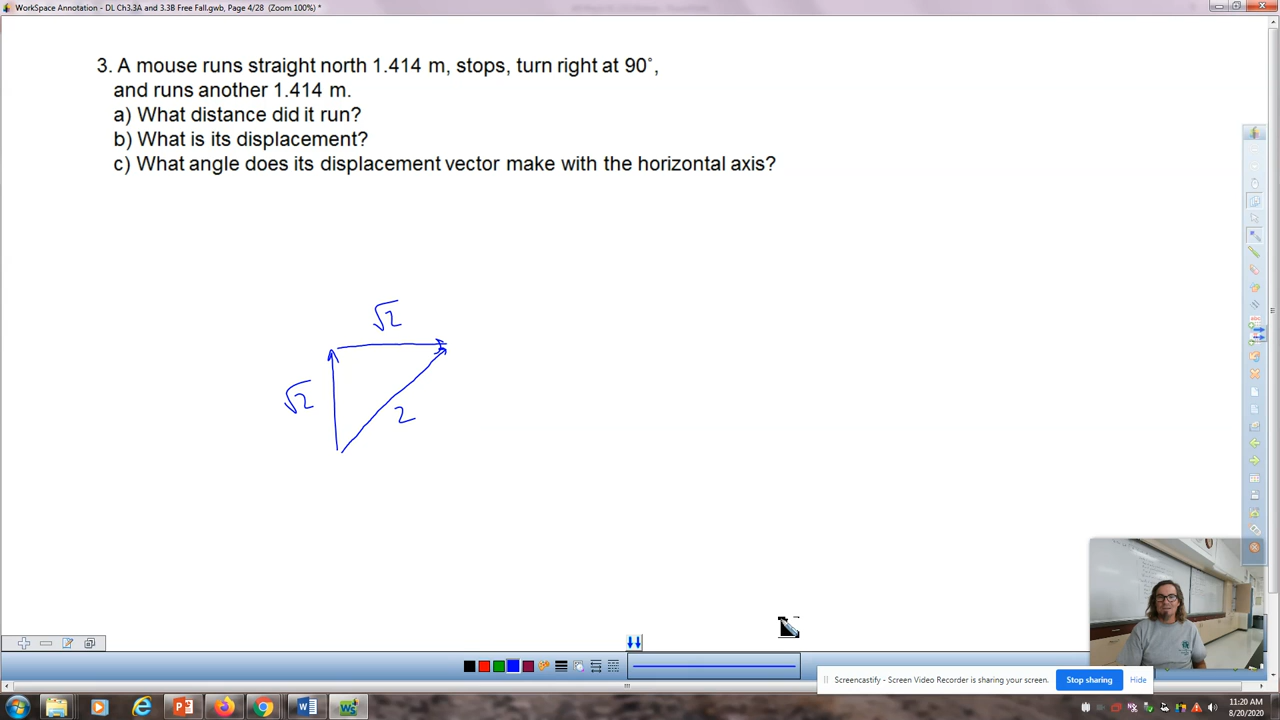 WorkSpace Annotation - DL Ch3.3A and 3.3B Free Fall.gwb, Page 4/28 (Zoom 100%) *
3. A mouse runs straight north 1.414 m, stops, turn right at 90˚,
and runs another 1.414 m.
a) What distance did it run?
b) What is its displacement?
c) What angle does its displacement vector make with the horizontal axis?
√2
√2
2
Screencastify - Screen Video Recorder is sharing your screen.
Stop sharing
Hide
11:20 AM
8/20/2020